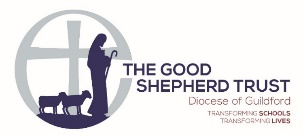 THE GOOD
SHEPHERD TRUST
Diocese of Guildford
TRANSFORMING SCHOOLS
TRANSFORMING LIVES